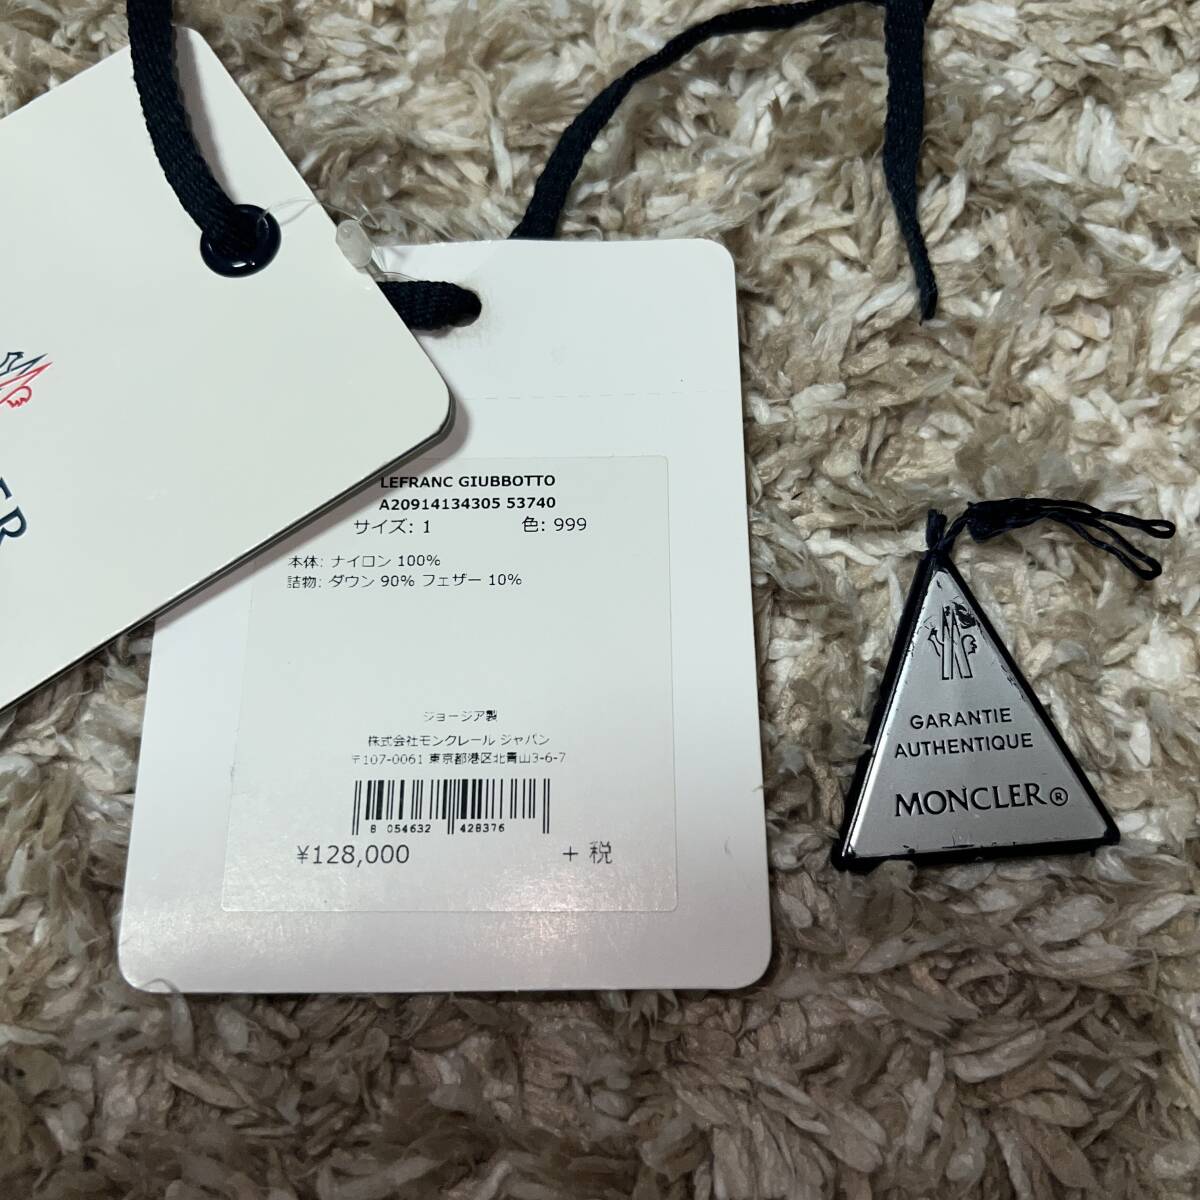 LEFRANC GIUBBOTTO
A20914134305 53740
サイズ: 1 色: 999
本体: ナイロン 100%
詰物: ダウン 90% フェザー 10%
ジョージア製
株式会社モンクレール ジャパン
〒107-0061 東京都港区北青山3-6-7
8 054632 428376
¥128,000 + 税
ER
GARANTIE
AUTHENTIQUE
MONCLER®